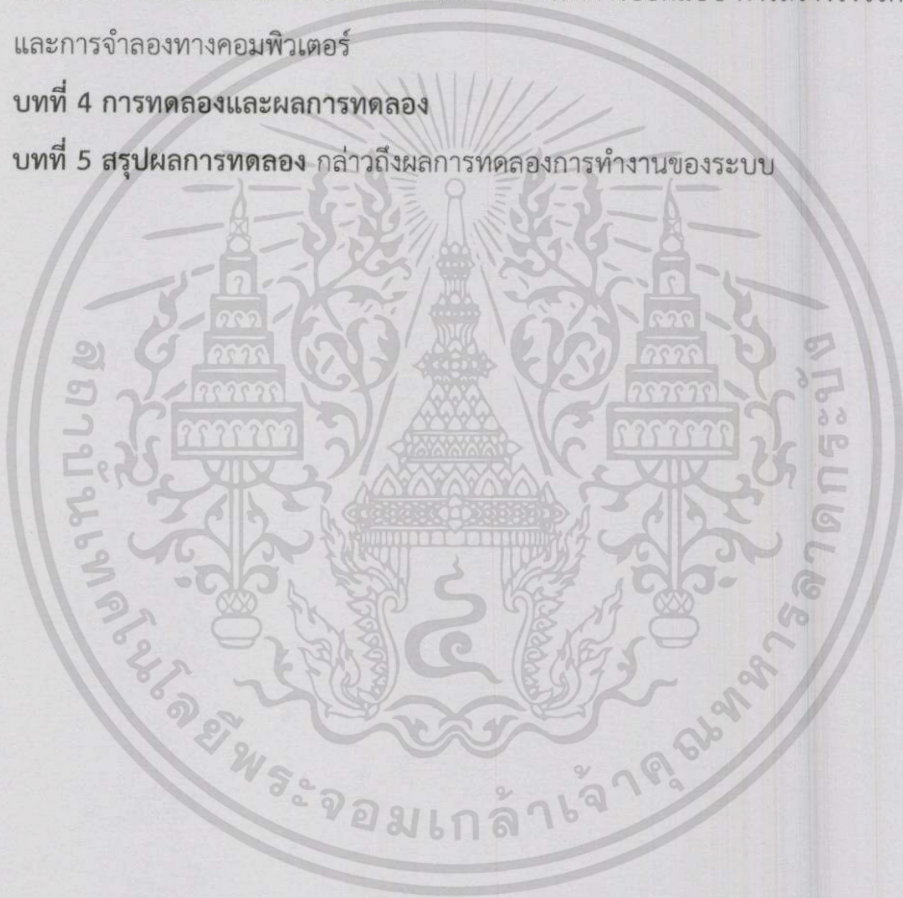 และการจำลองทางคอมพิวเตอร์
บทที่ 4 การทดลองและผลการทดลอง
บทที่ 5 สรุปผลการทดลอง กล่าวถึงผลการทดลองการทำงานของระบบ
สถาบันเทคโนโลยีพระจอมเกล้าเจ้าคุณทหารลาดกระบัง
๔